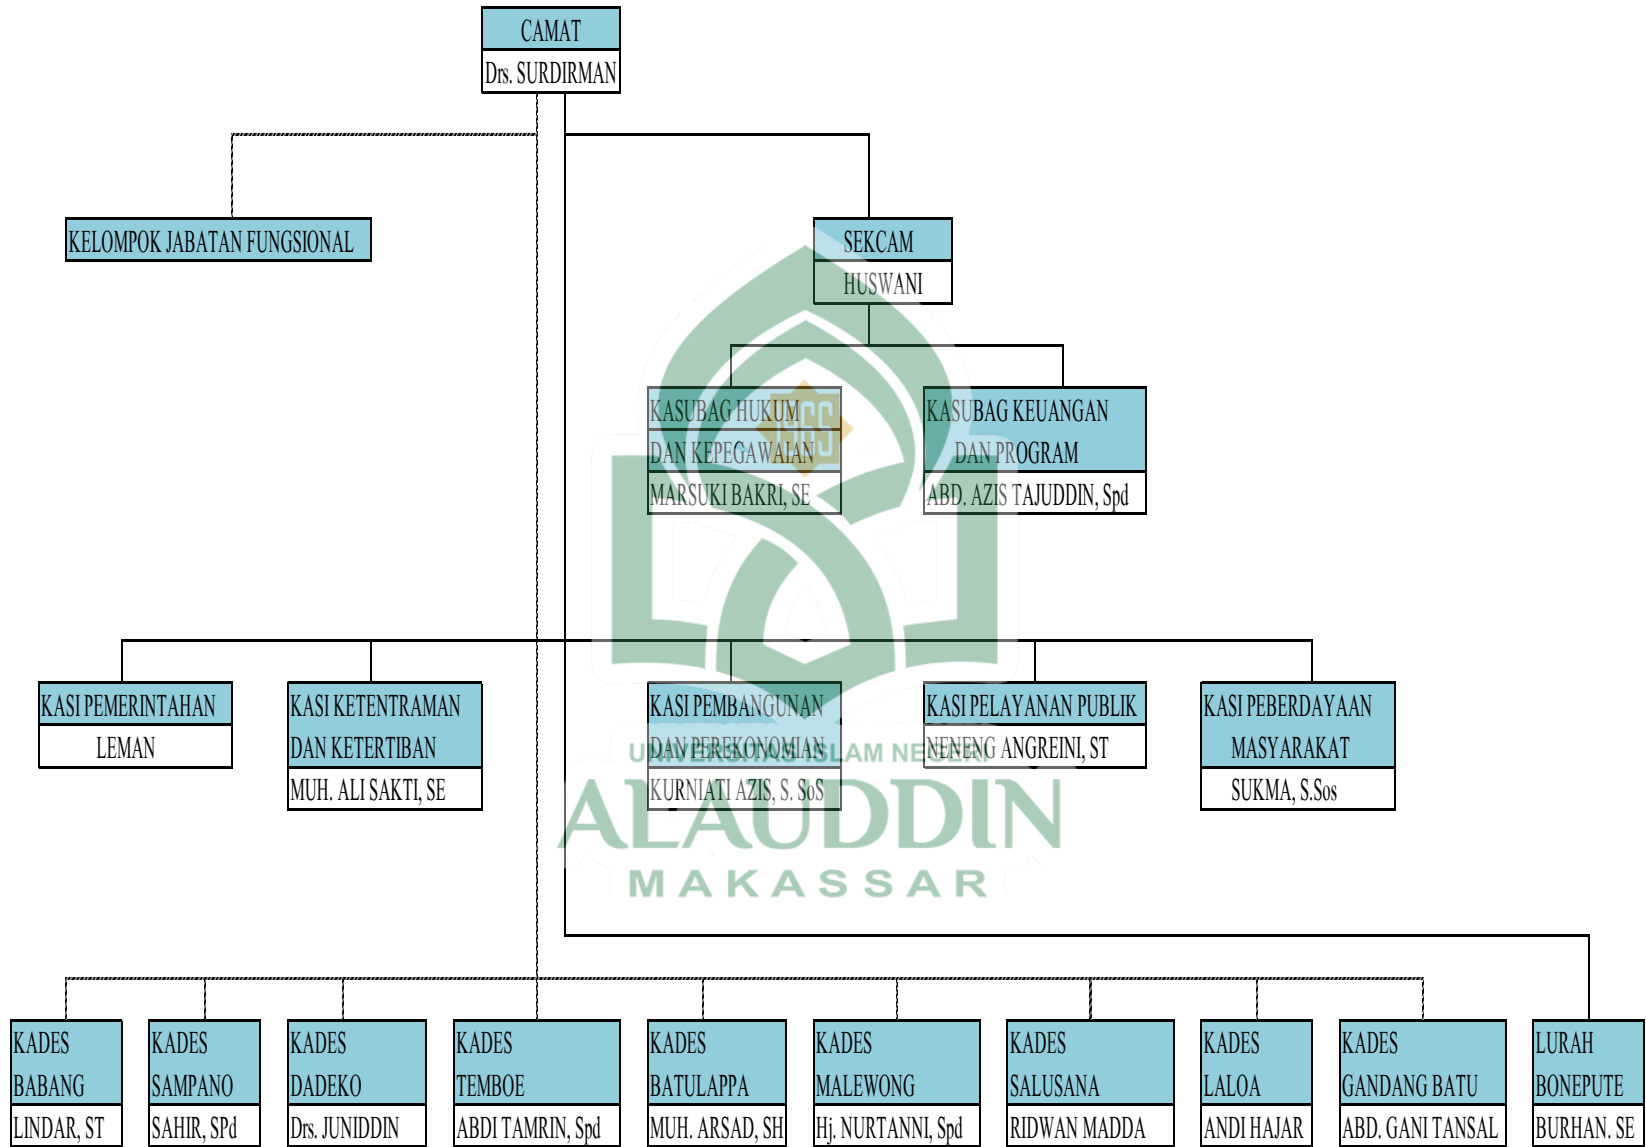 CAMAT
Drs. SURDIRMAN
KELOMPOK JABATAN FUNGSIONAL
SEKCAM
HUSWANI
KASUBAG HUKUM
DAN KEPEGAWAIAN
MARSUKI BAKRI, SE
KASUBAG KEUANGAN
DAN PROGRAM
ABD. AZIS TAJUDDIN, Spd
1965
KASI PEMERINTAHAN
LEMAN
KASI KETENTRAMAN
DAN KETERTIBAN
MUH. ALI SAKTI, SE
KASI PEMBANGUNAN
DAN PEREKONOMIAN
KURNIATI AZIS, S. SoS
KASI PELAYANAN PUBLIK
NENENG ANGREINI, ST
KASI PEBERDAYAAN
MASYARAKAT
SUKMA, S.Sos
UNIVERSITAS ISLAM NEGERI
ALAUDDIN
MAKASSAR
KADES
BABANG
LINDAR, ST
KADES
SAMPANO
SAHIR, SPd
KADES
DADEKO
Drs. JUNIDDIN
KADES
TEMBOE
ABDI TAMRIN, Spd
KADES
BATULAPPA
MUH. ARSAD, SH
KADES
MALEWONG
Hj. NURTANNI, Spd
KADES
SALUSANA
RIDWAN MADDA
KADES
LALOA
ANDI HAJAR
KADES
GANDANG BATU
ABD. GANI TANSAL
LURAH
BONEPUTE
BURHAN. SE